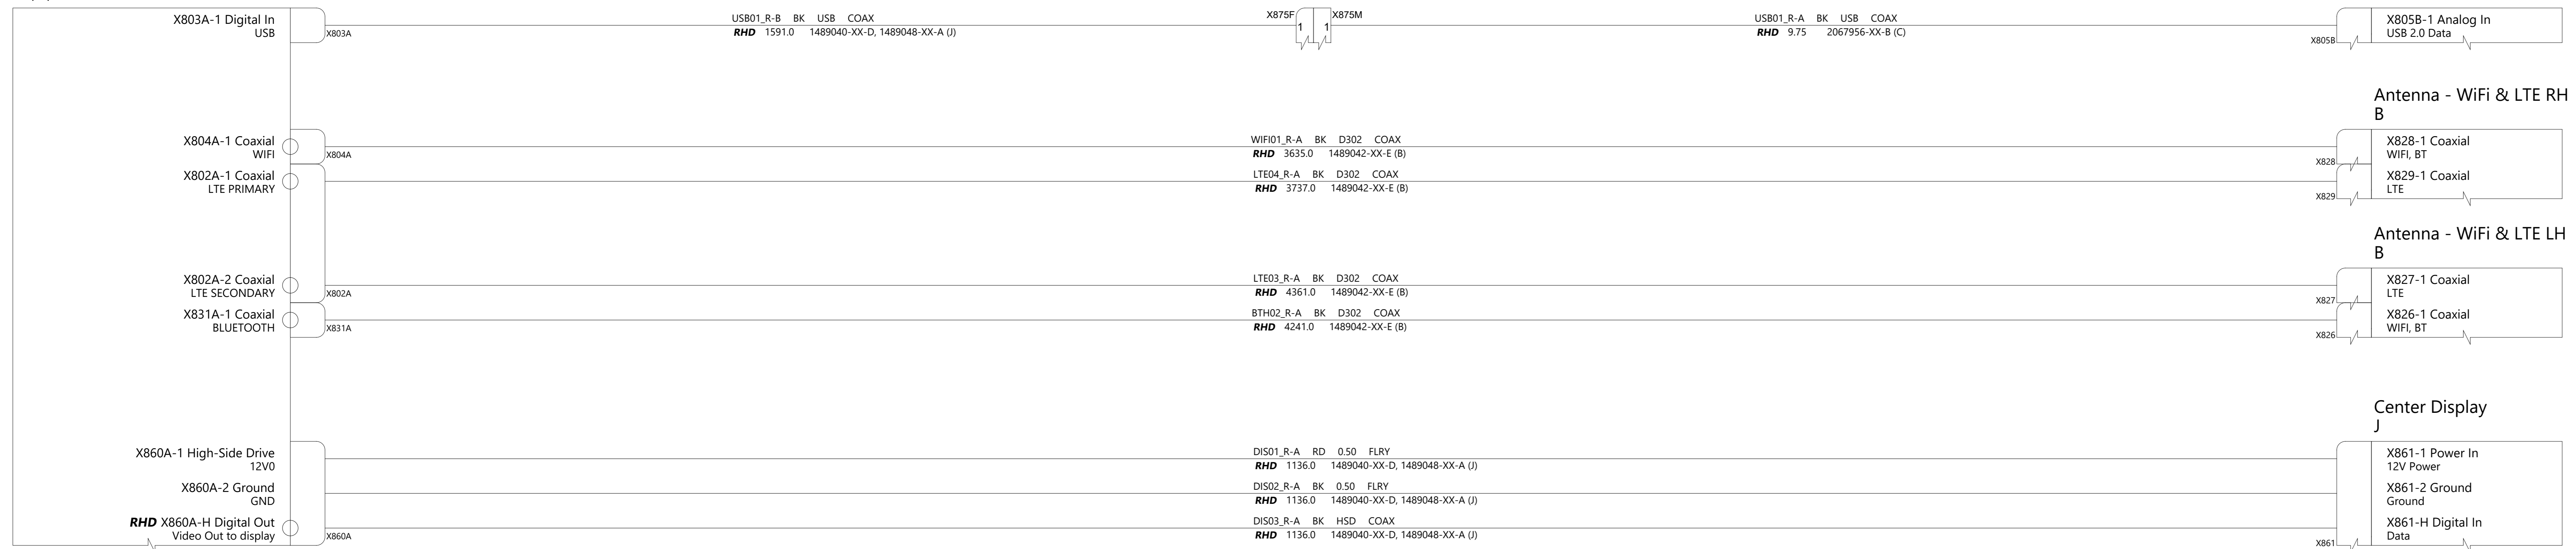 X803A-1 Digital In
USB
X803A
USB01_R-B BK USB COAX
RHD 1591.0 1489040-XX-D, 1489048-XX-A (J)
X875F
X875M
1
1
USB01_R-A BK USB COAX
RHD 9.75 2067956-XX-B (C)
X805B
X805B-1 Analog In
USB 2.0 Data
Antenna - WiFi & LTE RH
B
X804A-1 Coaxial
WIFI
X804A
WIFI01_R-A BK D302 COAX
RHD 3635.0 1489042-XX-E (B)
X828
X828-1 Coaxial
WIFI, BT
X802A-1 Coaxial
LTE PRIMARY
LTE04_R-A BK D302 COAX
RHD 3737.0 1489042-XX-E (B)
X829
X829-1 Coaxial
LTE
Antenna - WiFi & LTE LH
B
X802A-2 Coaxial
LTE SECONDARY
X802A
LTE03_R-A BK D302 COAX
RHD 4361.0 1489042-XX-E (B)
X827
X827-1 Coaxial
LTE
X831A-1 Coaxial
BLUETOOTH
X831A
BTH02_R-A BK D302 COAX
RHD 4241.0 1489042-XX-E (B)
X826
X826-1 Coaxial
WIFI, BT
Center Display
J
X860A-1 High-Side Drive
12V0
DIS01_R-A RD 0.50 FLRY
RHD 1136.0 1489040-XX-D, 1489048-XX-A (J)
X861-1 Power In
12V Power
X860A-2 Ground
GND
DIS02_R-A BK 0.50 FLRY
RHD 1136.0 1489040-XX-D, 1489048-XX-A (J)
X861-2 Ground
Ground
RHD X860A-H Digital Out
Video Out to display
X860A
DIS03_R-A BK HSD COAX
RHD 1136.0 1489040-XX-D, 1489048-XX-A (J)
X861
X861-H Digital In
Data